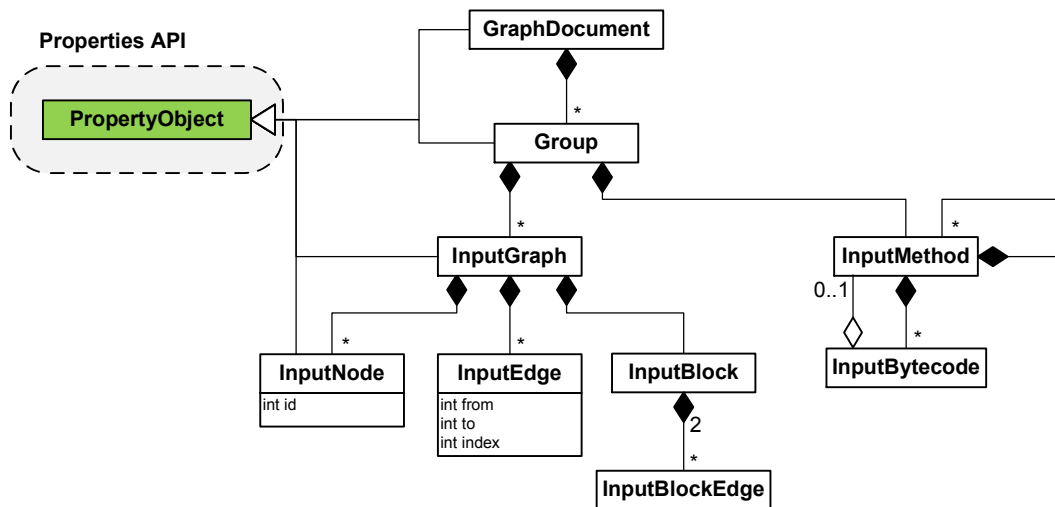 GraphDocument
Properties API
PropertyObject
*
Group
*
*
InputGraph
InputMethod
0..1
*
*
*
InputNode
int id
InputEdge
int from
int to
int index
InputBlock
InputBytecode
2
*
InputBlockEdge